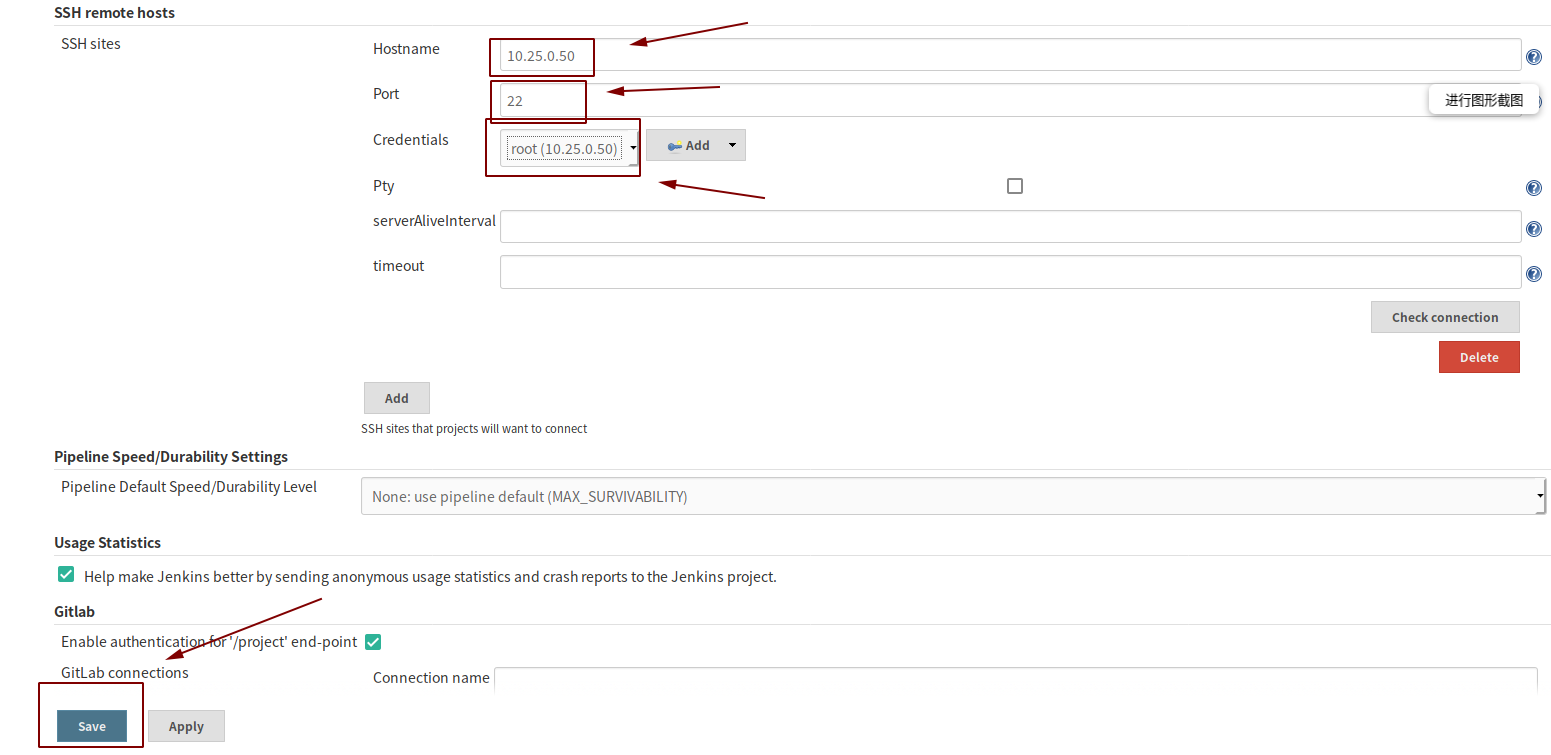 SSH remote hosts
SSH sites
Hostname
10.25.0.50
Port
22
进行图形截图
Credentials
root (10.25.0.50)
Add
Pty
serverAliveInterval
timeout
Check connection
Delete
Add
SSH sites that projects will want to connect
Pipeline Speed/Durability Settings
Pipeline Default Speed/Durability Level
None: use pipeline default (MAX_SURVIVABILITY)
Usage Statistics
Help make Jenkins better by sending anonymous usage statistics and crash reports to the Jenkins project.
Gitlab
Enable authentication for '/project' end-point
GitLab connections
Connection name
Save
Apply